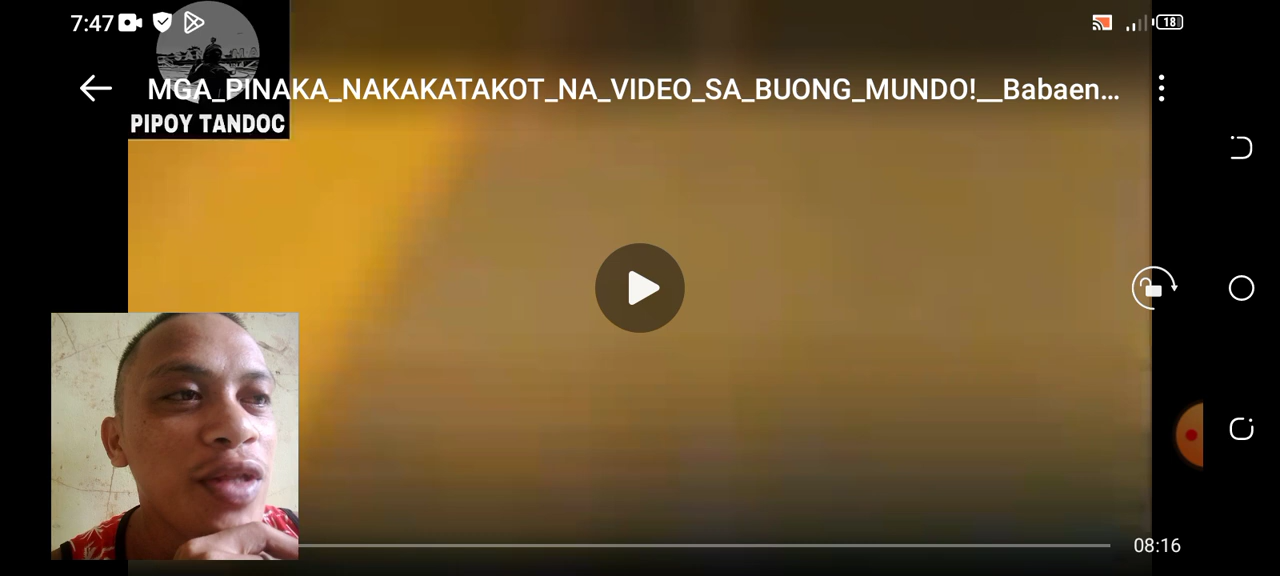 7:47
18
MGA_PINAKA_NAKAKATAKOT_NA_VIDEO_SA_BUONG_MUNDO!__Babaen...
PIPOY TANDOC
08:16